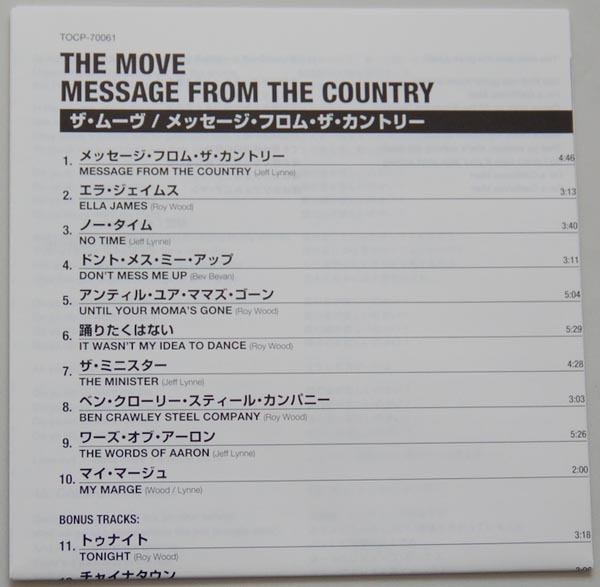 TOCP-70061
THE MOVE
MESSAGE FROM THE COUNTRY
ザ・ムーヴ / メッセージ・フロム・ザ・カントリー
1. メッセージ・フロム・ザ・カントリー 4:46
MESSAGE FROM THE COUNTRY (Jeff Lynne)
2. エラ・ジェイムス 3:13
ELLA JAMES (Roy Wood)
3. ノー・タイム 3:40
NO TIME (Jeff Lynne)
4. ドント・メス・ミー・アップ 3:11
DON'T MESS ME UP (Bev Bevan)
5. アンティル・ユア・ママズ・ゴーン 5:04
UNTIL YOUR MOMA'S GONE (Roy Wood)
6. 踊りたくはない 5:29
IT WASN'T MY IDEA TO DANCE (Roy Wood)
7. ザ・ミニスター 4:28
THE MINISTER (Jeff Lynne)
8. ベン・クローリー・スティール・カンパニー 3:03
BEN CRAWLEY STEEL COMPANY (Roy Wood)
9. ワーズ・オブ・アーロン 5:26
THE WORDS OF AARON (Jeff Lynne)
10. マイ・マージュ 2:00
MY MARGE (Wood / Lynne)
BONUS TRACKS:
11. トゥナイト 3:18
TONIGHT (Roy Wood)
チャイナタウン